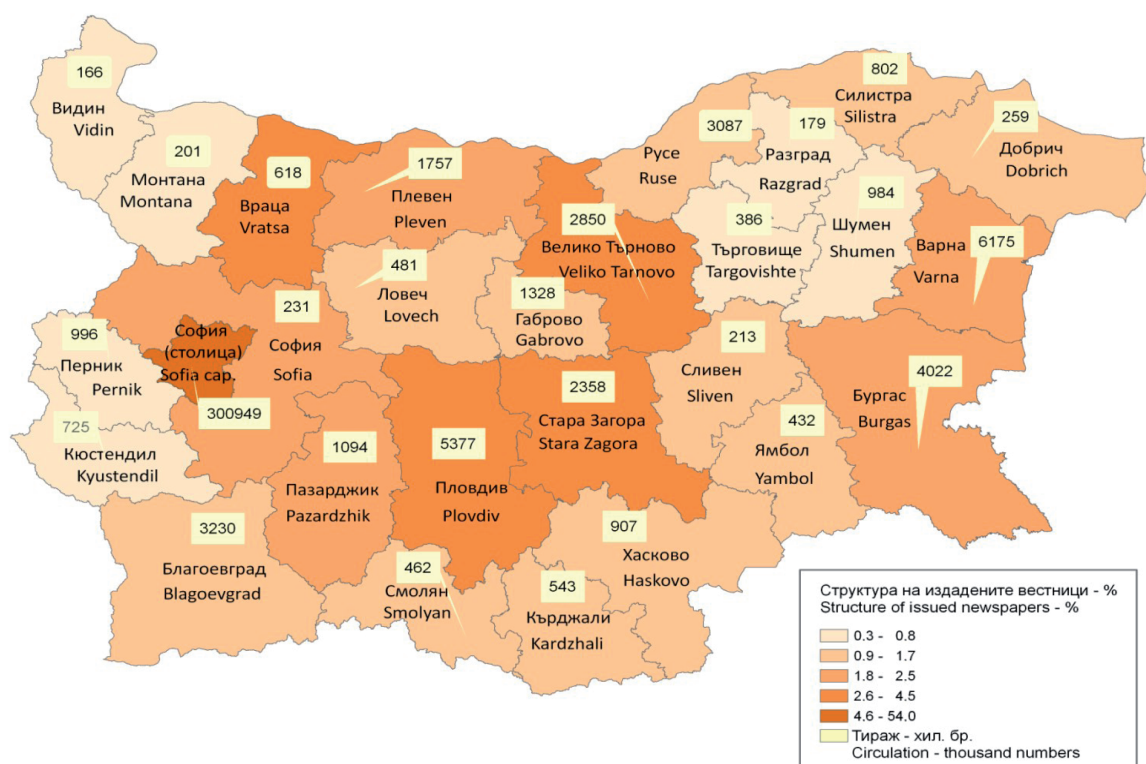 166
Видин
Vidin
201
Монтана
Montana
618
Враца
Vratsa
1757
Плевен
Pleven
2850
Велико Търново
Veliko Tarnovo
3087
Русе
Ruse
179
Разград
Razgrad
802
Силистра
Silistra
259
Добрич
Dobrich
386
Търговище
Targovishte
984
Шумен
Shumen
6175
Варна
Varna
481
Ловеч
Lovech
1328
Габрово
Gabrovo
996
Перник
Pernik
София
(столица)
Sofia cap.
300949
231
София
Sofia
725
Кюстендил
Kyustendil
1094
Пазарджик
Pazardzhik
5377
Пловдив
Plovdiv
2358
Стара Загора
Stara Zagora
213
Сливен
Sliven
432
Ямбол
Yambol
4022
Бургас
Burgas
3230
Благоевград
Blagoevgrad
462
Смолян
Smolyan
543
Кърджали
Kardzhali
907
Хасково
Haskovo
Структура на издадените вестници - %
Structure of issued newspapers - %
0.3 - 0.8
0.9 - 1.7
1.8 - 2.5
2.6 - 4.5
4.6 - 54.0
Тираж - хил. бр.
Circulation - thousand numbers